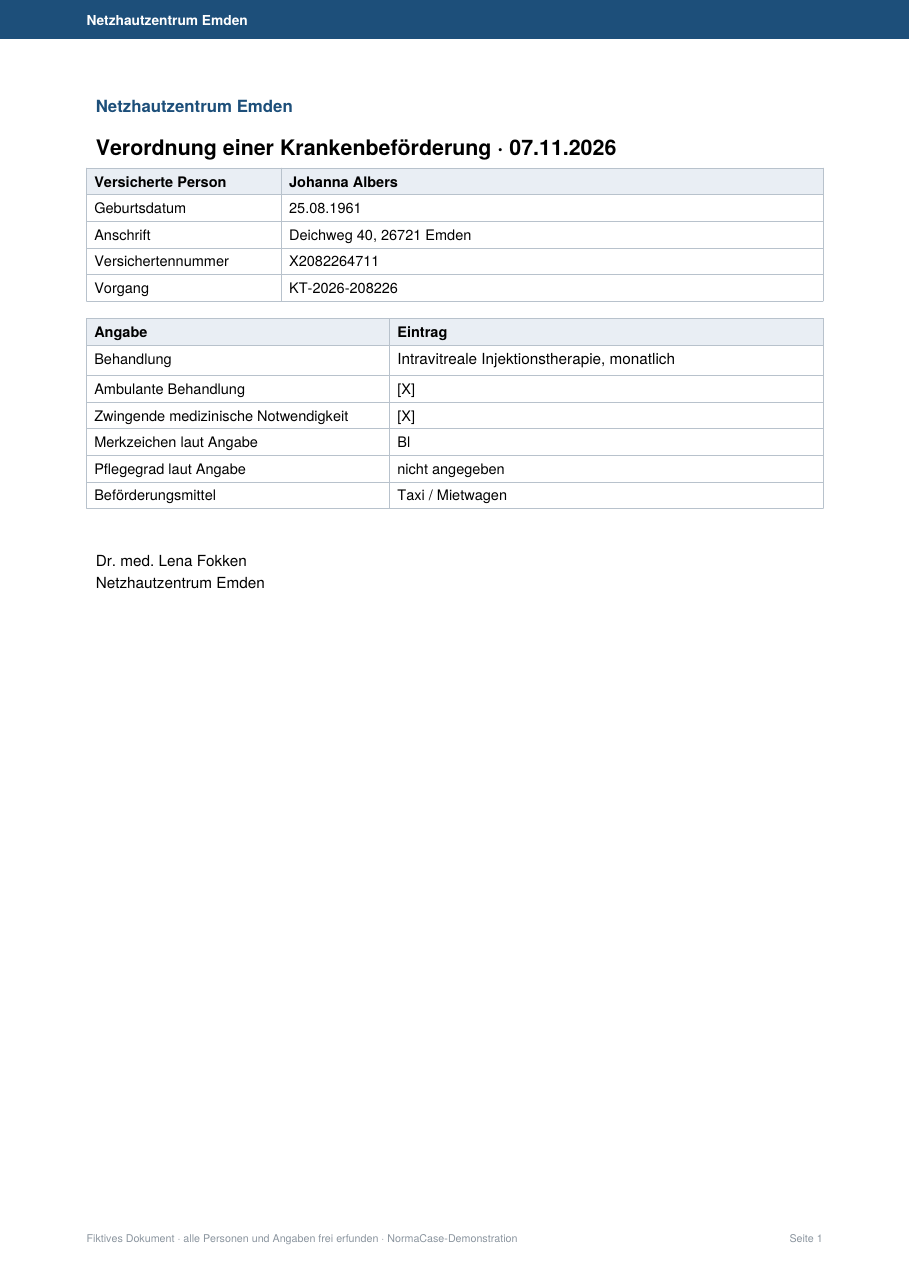 Netzhautzentrum Emden
Netzhautzentrum Emden
Verordnung einer Krankenbeförderung · 07.11.2026
Versicherte Person Johanna Albers
Geburtsdatum 25.08.1961
Anschrift Deichweg 40, 26721 Emden
Versichertennummer X2082264711
Vorgang KT-2026-208226
Angabe Eintrag
Behandlung Intravitreale Injektionstherapie, monatlich
Ambulante Behandlung [X]
Zwingende medizinische Notwendigkeit [X]
Merkzeichen laut Angabe Bl
Pflegegrad laut Angabe nicht angegeben
Beförderungsmittel Taxi / Mietwagen
Dr. med. Lena Fokken
Netzhautzentrum Emden
Fiktives Dokument · alle Personen und Angaben frei erfunden · NormaCase-Demonstration Seite 1